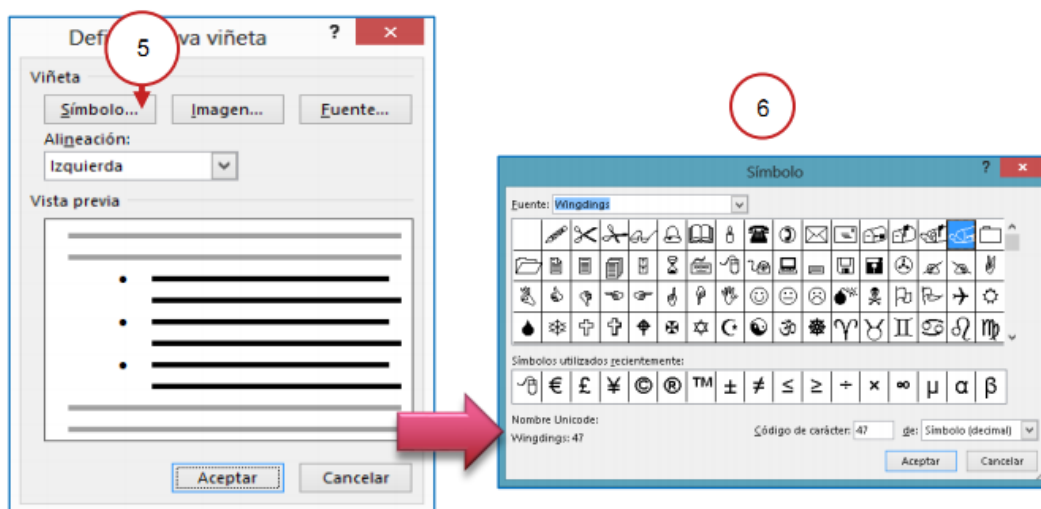 Defi va viñeta ? ×
5
Viñeta
Símbolo... Imagen... Fuente...
Alineación:
Izquierda
Vista previa
Aceptar Cancelar
6
Símbolo ? ×
Fuente: Wingdings
Símbolos utilizados recientemente:
€ £ ¥ © ® ™ ± ≠ ≤ ≥ ÷ × ∞ µ α β
Nombre Unicode:
Wingdings: 47
Código de carácter: 47 de: Símbolo (decimal)
Aceptar Cancelar